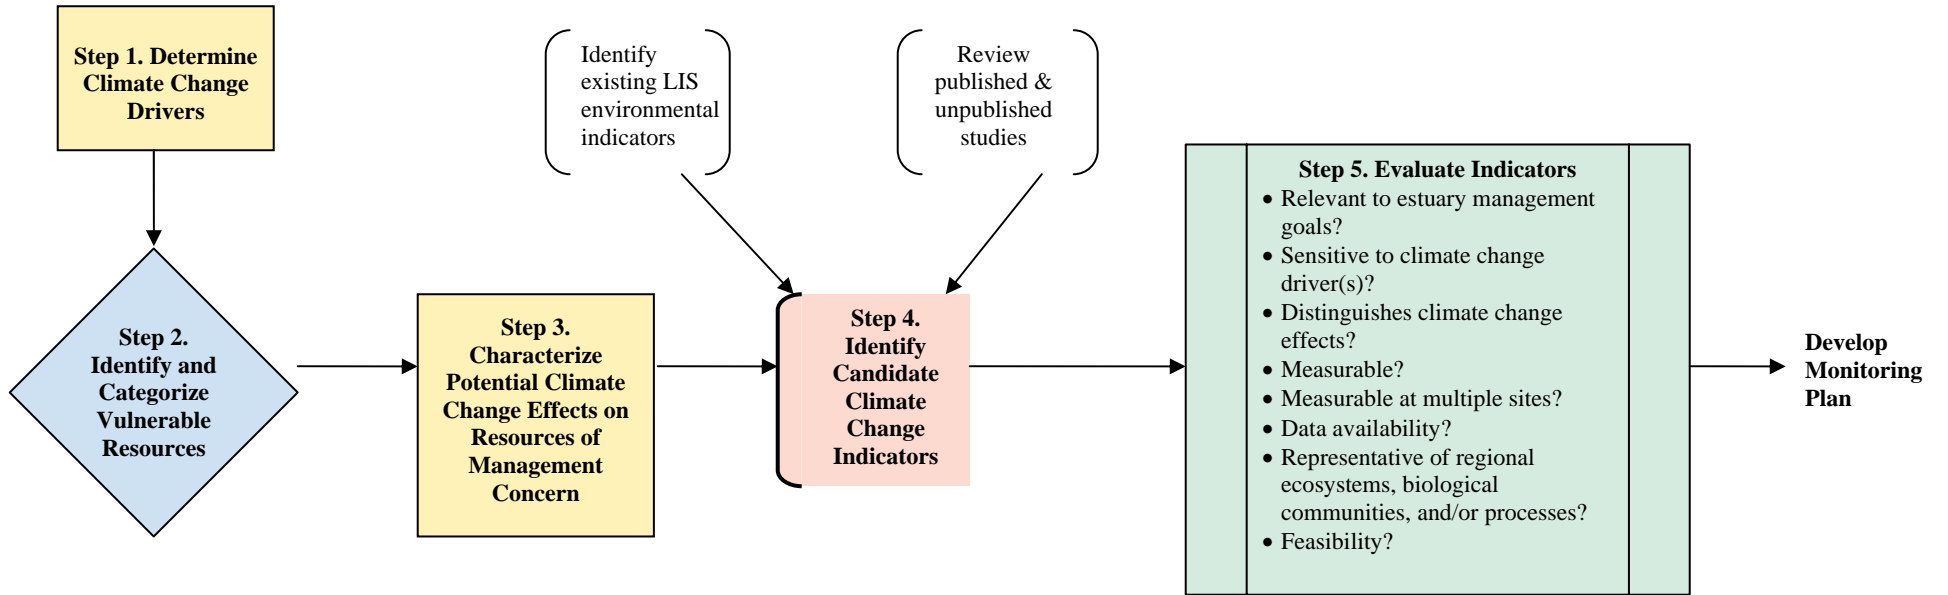 Step 1. Determine
Climate Change
Drivers
Step 2.
Identify and
Categorize
Vulnerable
Resources
Step 3.
Characterize
Potential Climate
Change Effects on
Resources of
Management
Concern
Identify
existing LIS
environmental
indicators
Review
published &
unpublished
studies
Step 4.
Identify
Candidate
Climate
Change
Indicators
Step 5. Evaluate Indicators
• Relevant to estuary management
goals?
• Sensitive to climate change
driver(s)?
• Distinguishes climate change
effects?
• Measurable?
• Measurable at multiple sites?
• Data availability?
• Representative of regional
ecosystems, biological
communities, and/or processes?
• Feasibility?
Develop
Monitoring
Plan